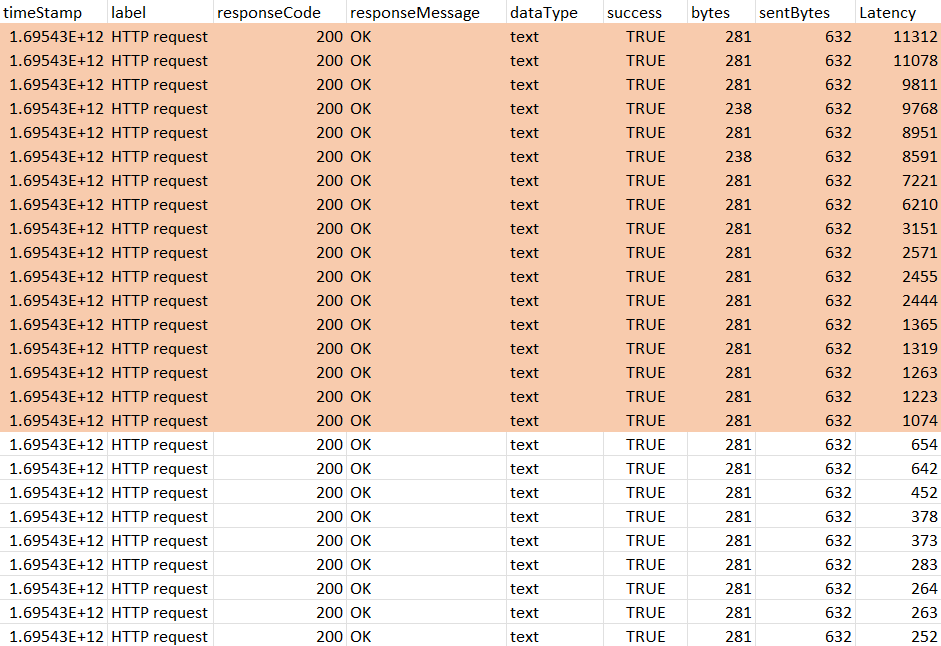 timeStamp label responseCode responseMessage dataType success bytes sentBytes Latency
1.69543E+12 HTTP request 200 OK text TRUE 281 632 11312
1.69543E+12 HTTP request 200 OK text TRUE 281 632 11078
1.69543E+12 HTTP request 200 OK text TRUE 281 632 9811
1.69543E+12 HTTP request 200 OK text TRUE 238 632 9768
1.69543E+12 HTTP request 200 OK text TRUE 281 632 8951
1.69543E+12 HTTP request 200 OK text TRUE 238 632 8591
1.69543E+12 HTTP request 200 OK text TRUE 281 632 7221
1.69543E+12 HTTP request 200 OK text TRUE 281 632 6210
1.69543E+12 HTTP request 200 OK text TRUE 281 632 3151
1.69543E+12 HTTP request 200 OK text TRUE 281 632 2571
1.69543E+12 HTTP request 200 OK text TRUE 281 632 2455
1.69543E+12 HTTP request 200 OK text TRUE 281 632 2444
1.69543E+12 HTTP request 200 OK text TRUE 281 632 1365
1.69543E+12 HTTP request 200 OK text TRUE 281 632 1319
1.69543E+12 HTTP request 200 OK text TRUE 281 632 1263
1.69543E+12 HTTP request 200 OK text TRUE 281 632 1223
1.69543E+12 HTTP request 200 OK text TRUE 281 632 1074
1.69543E+12 HTTP request 200 OK text TRUE 281 632 654
1.69543E+12 HTTP request 200 OK text TRUE 281 632 642
1.69543E+12 HTTP request 200 OK text TRUE 281 632 452
1.69543E+12 HTTP request 200 OK text TRUE 281 632 378
1.69543E+12 HTTP request 200 OK text TRUE 281 632 373
1.69543E+12 HTTP request 200 OK text TRUE 281 632 283
1.69543E+12 HTTP request 200 OK text TRUE 281 632 264
1.69543E+12 HTTP request 200 OK text TRUE 281 632 263
1.69543E+12 HTTP request 200 OK text TRUE 281 632 252